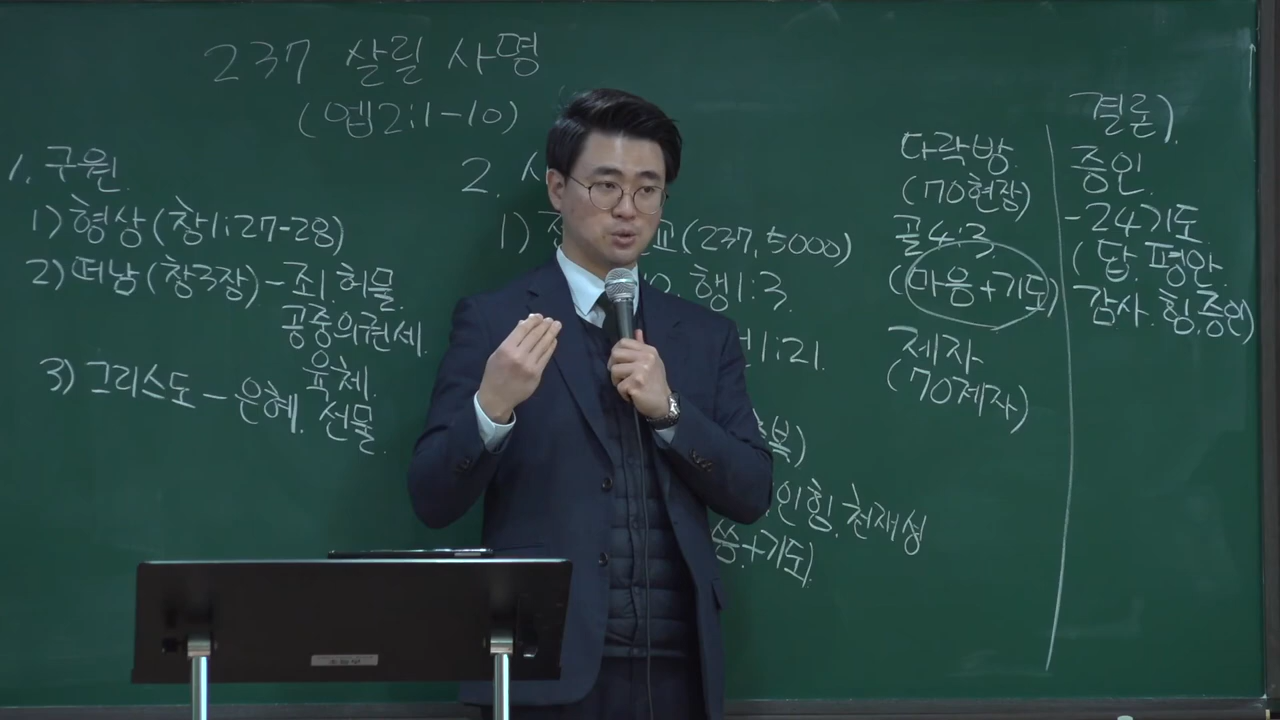 237 살릴 사명
(엡2:1-10)
1. 구원
1) 형상 (창1:27-28)
2) 떠남 (창3장) - 죄. 허물.
공중의 권세.
육체.
3) 그리스도 - 은혜. 선물.
2.
1) (237, 5000)
행1:3.
1:21.
인힘. 천재성
+기도)
다락방.
(70현장)
골4:3.
(마음+기도)
제자
(70제자)
결론)
증인.
-24기도
(답. 평안.
감사. 힘. 증인)